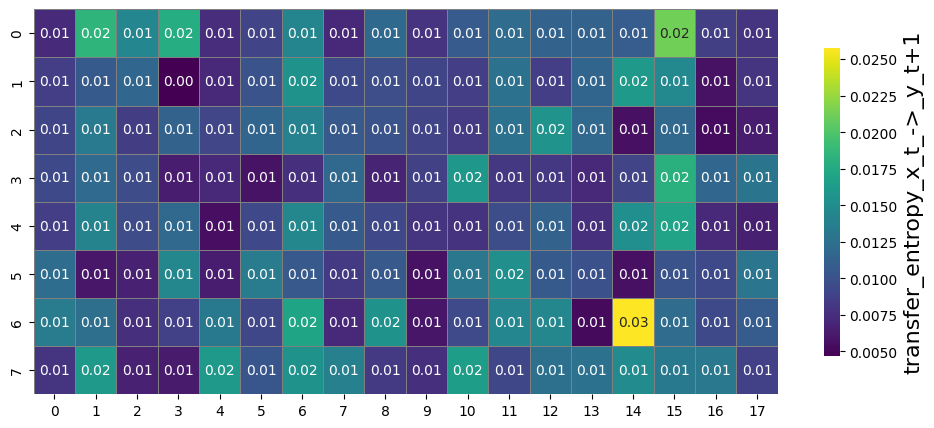 0 0.01 0.02 0.01 0.02 0.01 0.01 0.01 0.01 0.01 0.01 0.01 0.01 0.01 0.01 0.01 0.02 0.01 0.01
1 0.01 0.01 0.01 0.00 0.01 0.01 0.02 0.01 0.01 0.01 0.01 0.01 0.01 0.01 0.02 0.01 0.01 0.01
2 0.01 0.01 0.01 0.01 0.01 0.01 0.01 0.01 0.01 0.01 0.01 0.01 0.02 0.01 0.01 0.01 0.01 0.01
3 0.01 0.01 0.01 0.01 0.01 0.01 0.01 0.01 0.01 0.01 0.02 0.01 0.01 0.01 0.01 0.02 0.01 0.01
4 0.01 0.01 0.01 0.01 0.01 0.01 0.01 0.01 0.01 0.01 0.01 0.01 0.01 0.01 0.02 0.02 0.01 0.01
5 0.01 0.01 0.01 0.01 0.01 0.01 0.01 0.01 0.01 0.01 0.01 0.02 0.01 0.01 0.01 0.01 0.01 0.01
6 0.01 0.01 0.01 0.01 0.01 0.01 0.02 0.01 0.02 0.01 0.01 0.01 0.01 0.01 0.03 0.01 0.01 0.01
7 0.01 0.02 0.01 0.01 0.02 0.01 0.02 0.01 0.01 0.01 0.02 0.01 0.01 0.01 0.01 0.01 0.01 0.01
0 1 2 3 4 5 6 7 8 9 10 11 12 13 14 15 16 17
0.0250
0.0225
0.0200
0.0175
0.0150
0.0125
0.0100
0.0075
0.0050
transfer_entropy_x_t_->_y_t+1